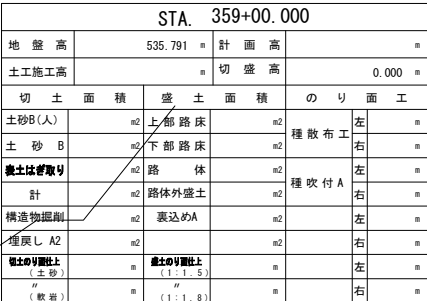 STA. 359+00.000
地盤高 535.791 m 計画高 m
土工施工高 m 切盛高 0.000 m
切土面積 盛土面積 のり面工
土砂B(人) m2 上部路床 m2 種散布工 左 m
土砂B m2 下部路床 m2 右 m
表土はぎ取り m2 路体 m2 種吹付A 左 m
計 m2 路体外盛土 m2 右 m
構造物掘削 m2 裏込めA m2 左 m
埋戻し A2 m2 m2 右 m
切土のり面仕上 (土砂) m 盛土のり面仕上 (1:1.5) m 左 m
〃 (軟岩) m 〃 (1:1.8) m 右 m